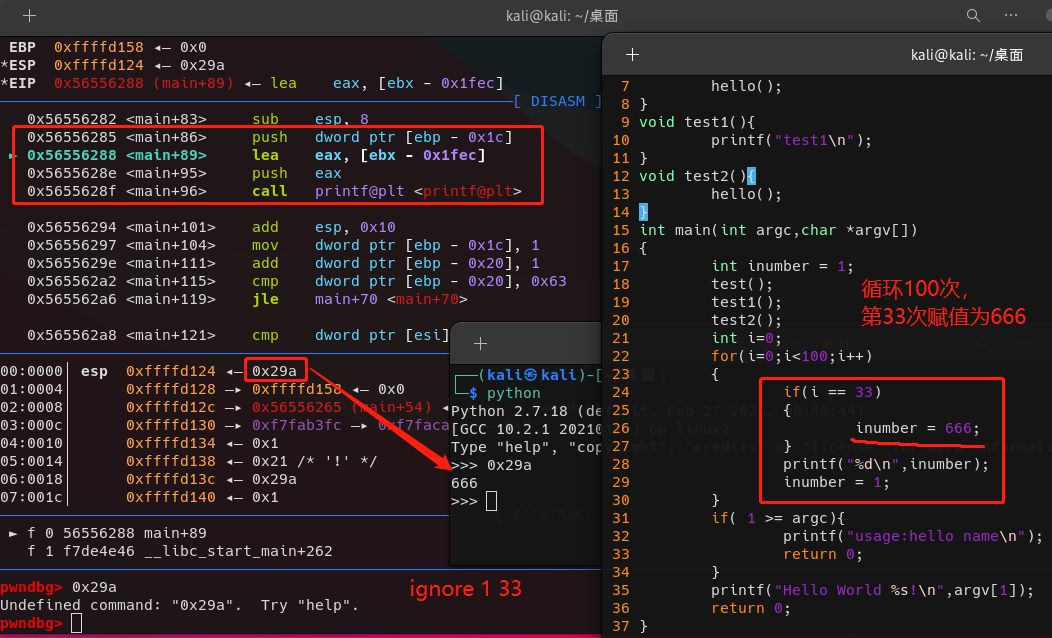 kali@kali: ~/桌面
EBP 0xffffd158 ◂— 0x0
*ESP 0xffffd124 ◂— 0x29a
*EIP 0x56556288 (main+89) ◂— lea eax, [ebx - 0x1fec]
[ DISASM ]
0x56556282 <main+83> sub esp, 8
0x56556285 <main+86> push dword ptr [ebp - 0x1c]
► 0x56556288 <main+89> lea eax, [ebx - 0x1fec]
0x5655628e <main+95> push eax
0x5655628f <main+96> call printf@plt <printf@plt>
0x56556294 <main+101> add esp, 0x10
0x56556297 <main+104> mov dword ptr [ebp - 0x1c], 1
0x5655629e <main+111> add dword ptr [ebp - 0x20], 1
0x565562a2 <main+115> cmp dword ptr [ebp - 0x20], 0x63
0x565562a6 <main+119> jle main+70 <main+70>
0x565562a8 <main+121> cmp dword ptr [esi]
00:0000│ esp 0xffffd124 ◂— 0x29a
01:0004│ 0xffffd128 —▸ 0xffffd158 ◂— 0x0
02:0008│ 0xffffd12c —▸ 0x56556265 (main+54) ◂
03:000c│ 0xffffd130 —▸ 0xf7fab3fc —▸ 0xf7faca
04:0010│ 0xffffd134 ◂— 0x1
05:0014│ 0xffffd138 ◂— 0x21 /* '!' */
06:0018│ 0xffffd13c ◂— 0x29a
07:001c│ 0xffffd140 ◂— 0x1
► f 0 56556288 main+89
f 1 f7de4e46 __libc_start_main+262
pwndbg> 0x29a
Undefined command: "0x29a". Try "help".
pwndbg>
ignore 1 33
(kali㉿kali)-[~
$ python
Python 2.7.18 (de
[GCC 10.2.1 202101
Type "help", "cop
>>> 0x29a
666
>>>
kali@kali: ~/桌面
7 hello();
8 }
9 void test1(){
10 printf("test1\n");
11 }
12 void test2(){
13 hello();
14 }
15 int main(int argc,char *argv[])
16 {
17 int inumber = 1;
18 test();
19 test1();
20 test2();
21 int i=0;
22 for(i=0;i<100;i++)
23 {
24 if(i == 33)
25 {
26 inumber = 666;
27 }
28 printf("%d\n",inumber);
29 inumber = 1;
30 }
31 if( 1 >= argc){
32 printf("usage:hello name\n");
33 return 0;
34 }
35 printf("Hello World %s!\n",argv[1]);
36 return 0;
37 }
循环100次，
第33次赋值为666